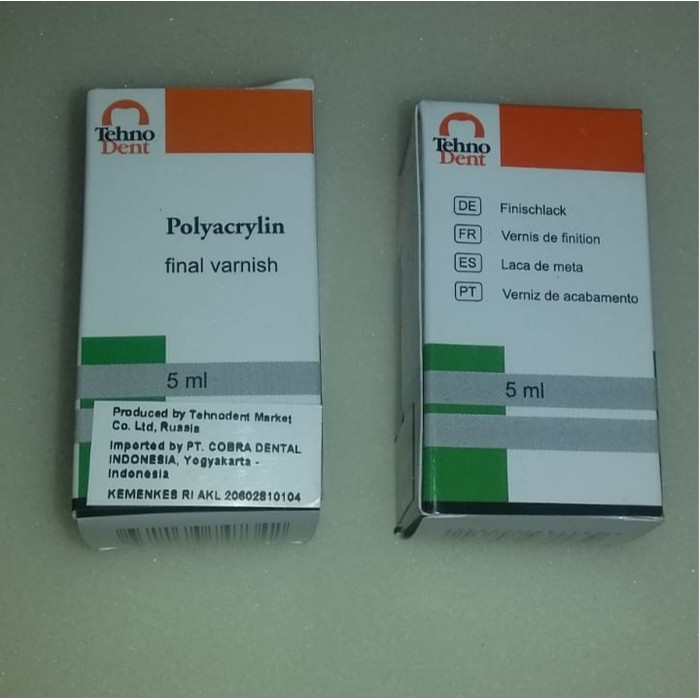 Tehno
Dent
Polyacrylin
final varnish
5 ml
Produced by Tehnodent Market
Co. Ltd, Russia
Imported by PT. COBRA DENTAL
INDONESIA, Yogyakarta -
Indonesia
KEMENKES RI AKL 20602810104
Tehno
Dent
DE Finischlack
FR Vernis de finition
ES Laca de meta
PT Verniz de acabamento
5 ml